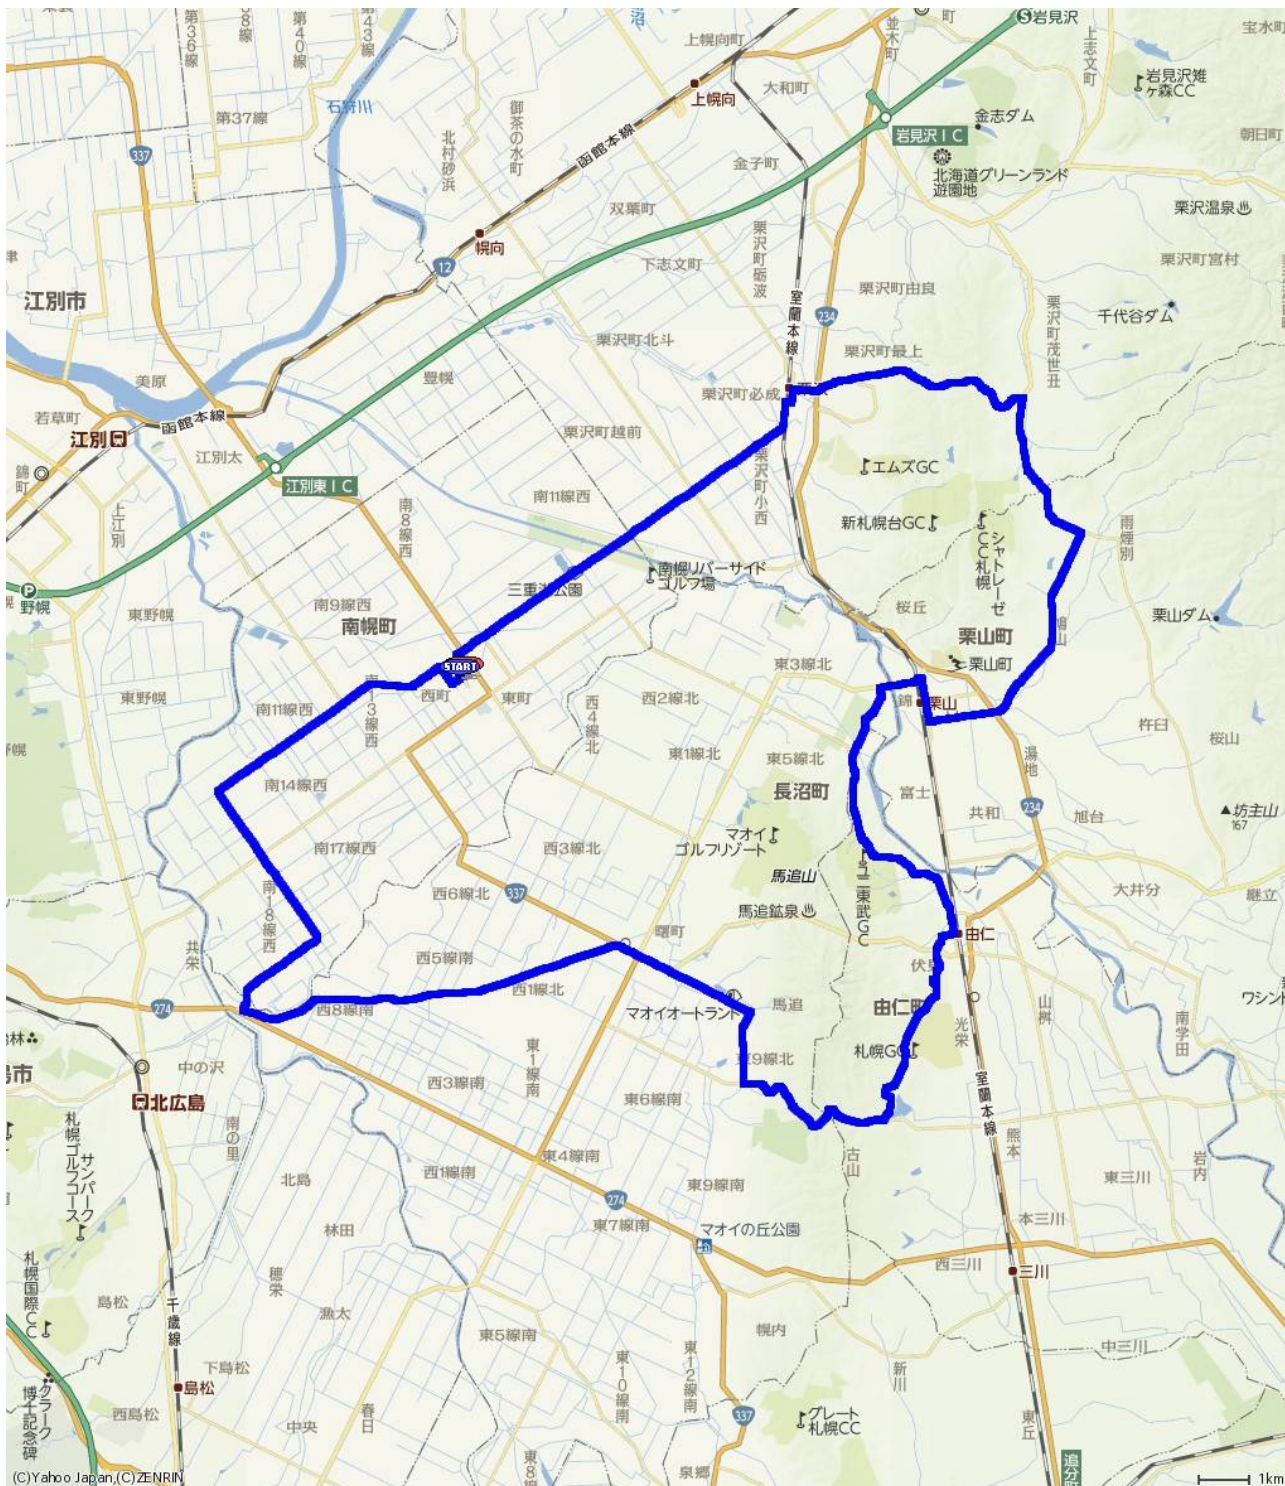 第36線
38線
第40線
第43線
沼
上幌向町
並木町
町
岩見沢
上志文町
宝水町
石狩川
第37線
御茶の水町
上幌向
大和町
岩見沢雉
ヶ森CC
337
北村砂浜
函館本線
金志ダム
岩見沢IC
朝日町
金子町
北海道グリーンランド
遊園地
双葉町
栗沢温泉
幌向
栗沢町砺波
津
12
下志文町
栗沢町宮村
江別市
栗沢町由良
室蘭本線
千代谷ダム
234
栗沢町茂世丑
栗沢町北斗
栗沢町最上
美原
豊幌
栗沢町必成
若草町
函館本線
江別
栗沢町越前
江別太
錦町
エムズGC
江別東IC
栗沢町小西
南11線西
上江別
南8線西
新札幌台GC
雨煙別
シャトレーゼ
CC札幌
南幌リバーサイド
ゴルフ場
野幌
東野幌
南9線西
桜丘
栗山ダム
南幌町
栗山町
START
東3線北
栗山町
東野幌
西町
東町
西2線北
錦
栗山
南11線西
南13線西
西4線北
杵臼
桜山
東1線北
東5線北
湯地
南14線西
長沼町
富士
共和
234
旭台
坊主山
167
マオイ
ゴルフリゾート
南17線西
西3線北
馬追山
大井分
継立
西6線北
337
馬追鉱泉
東武GC
南18線西
曙町
由仁
共栄
西5線南
西1線北
山桝
274
西8線南
マオイオートランド
馬追
由仁
光栄
南学田
林
中の沢
東1線南
札幌GC
東9線北
北広島
西3線南
東6線南
室蘭本線
熊本
札幌ゴルフコース
サンパーク
南の里
東4線南
古山
岩内
北島
西1線南
東9線南
東三川
274
林田
東7線南
マオイの丘公園
本三川
札幌国際CC
穂栄
西三川
三川
島松
千歳線
漁太
東5線南
幌内
中三川
下島松
東10線南
東12線南
新川
クラーク
博士記念碑
島松
西島松
春日
中央
337
グレート
札幌CC
東丘
東8線
泉郷
追分町
(C)Yahoo Japan,(C)ZENRIN
1km